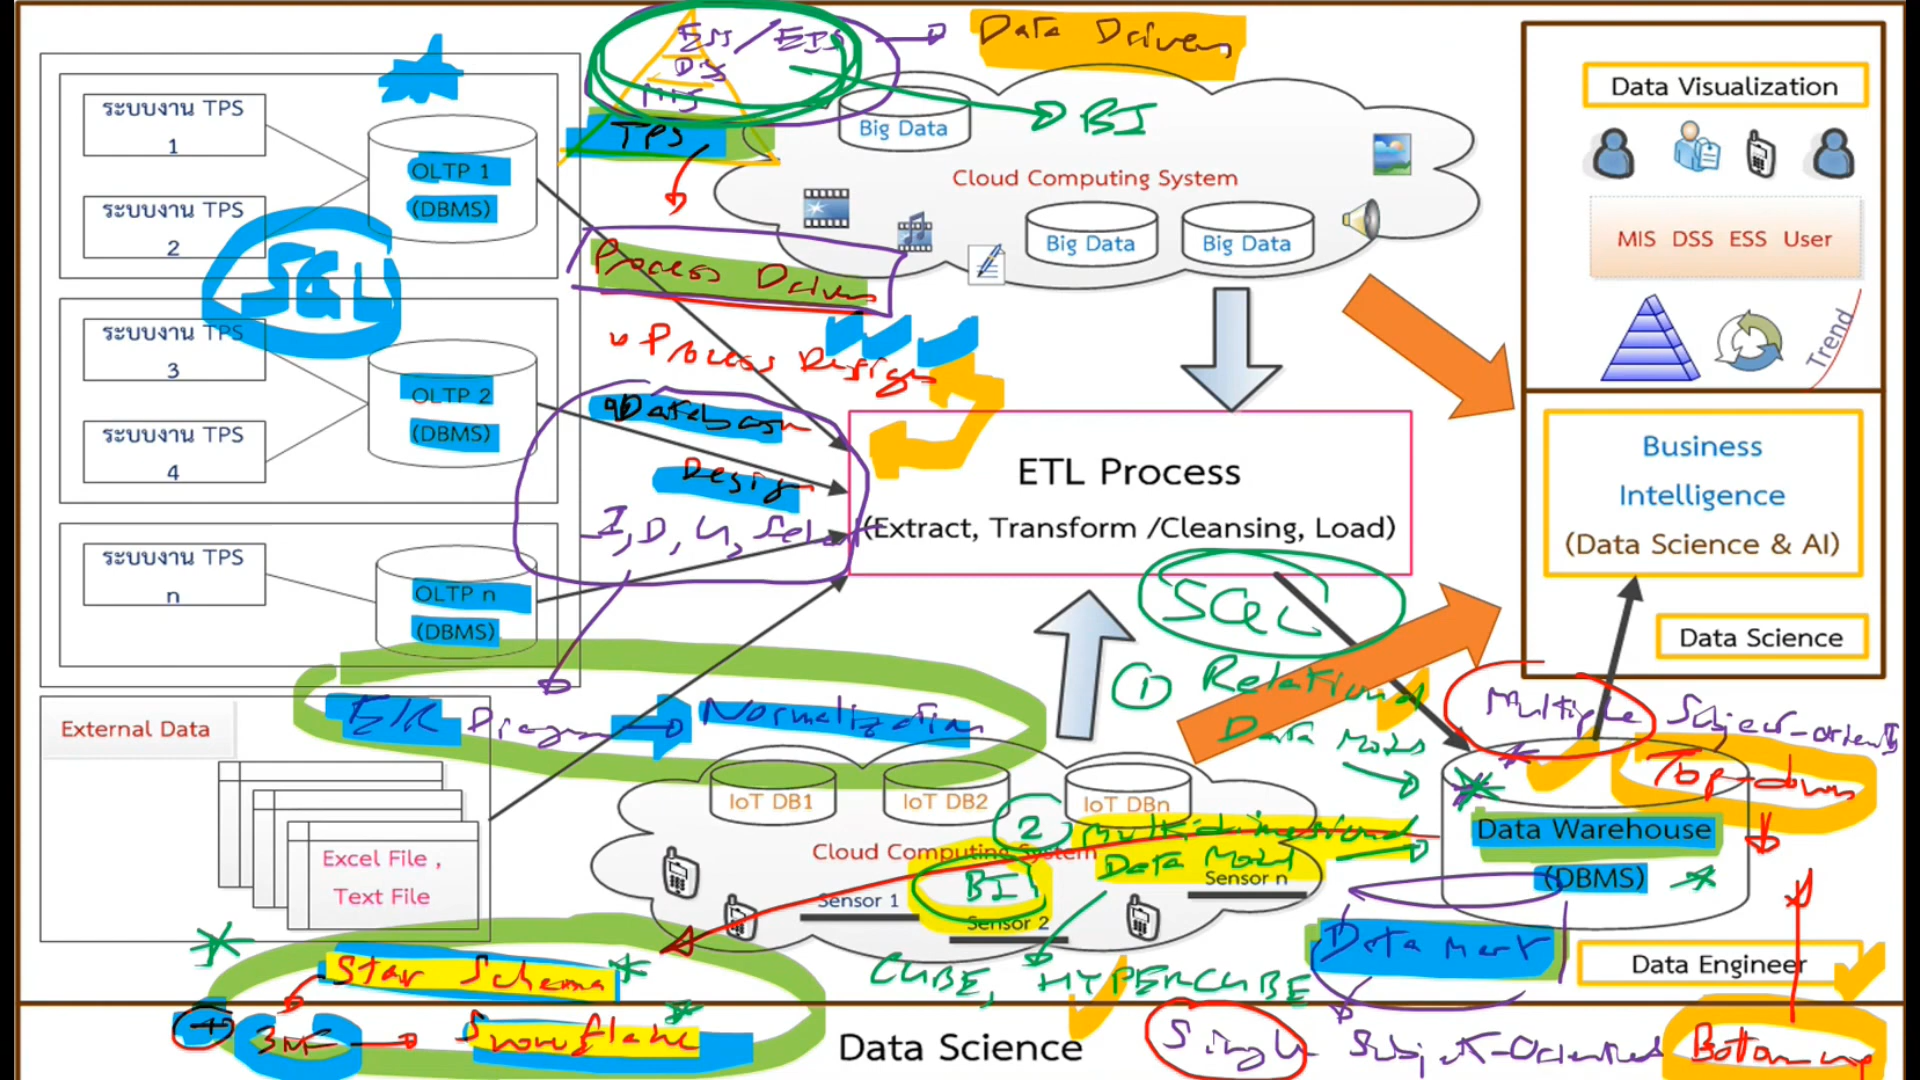 ระบบงาน TPS
1
ระบบงาน TPS
2
OLTP 1
(DBMS)
SQL
ระบบงาน TPS
3
ระบบงาน TPS
4
OLTP 2
(DBMS)
ระบบงาน TPS
n
OLTP n
(DBMS)
ESS / EIS
DSS
MIS
TPS
Data Driven
BI
Process Driven
Process Design
Database
Design
I, D, U, Select
Big Data
Cloud Computing System
Big Data
Big Data
ETL Process
(Extract, Transform /Cleansing, Load)
SQL
① Relational
Data Model
E/R Diagram
Normalization
External Data
Excel File ,
Text File
IoT DB1
IoT DB2
IoT DBn
Cloud Computing System
Sensor 1
Sensor 2
Sensor n
2 Multidimensional
Data Model
BI
CUBE, HYPERCUBE
Star Schema
3NF
Snowflake
Data Visualization
MIS DSS ESS User
Trend
Business
Intelligence
(Data Science & AI)
Data Science
Multiple Subject-oriented
Top-down
Data Warehouse
(DBMS)
Data Mart
Data Engineer
Data Science
Single Subject-Oriented
Bottom up